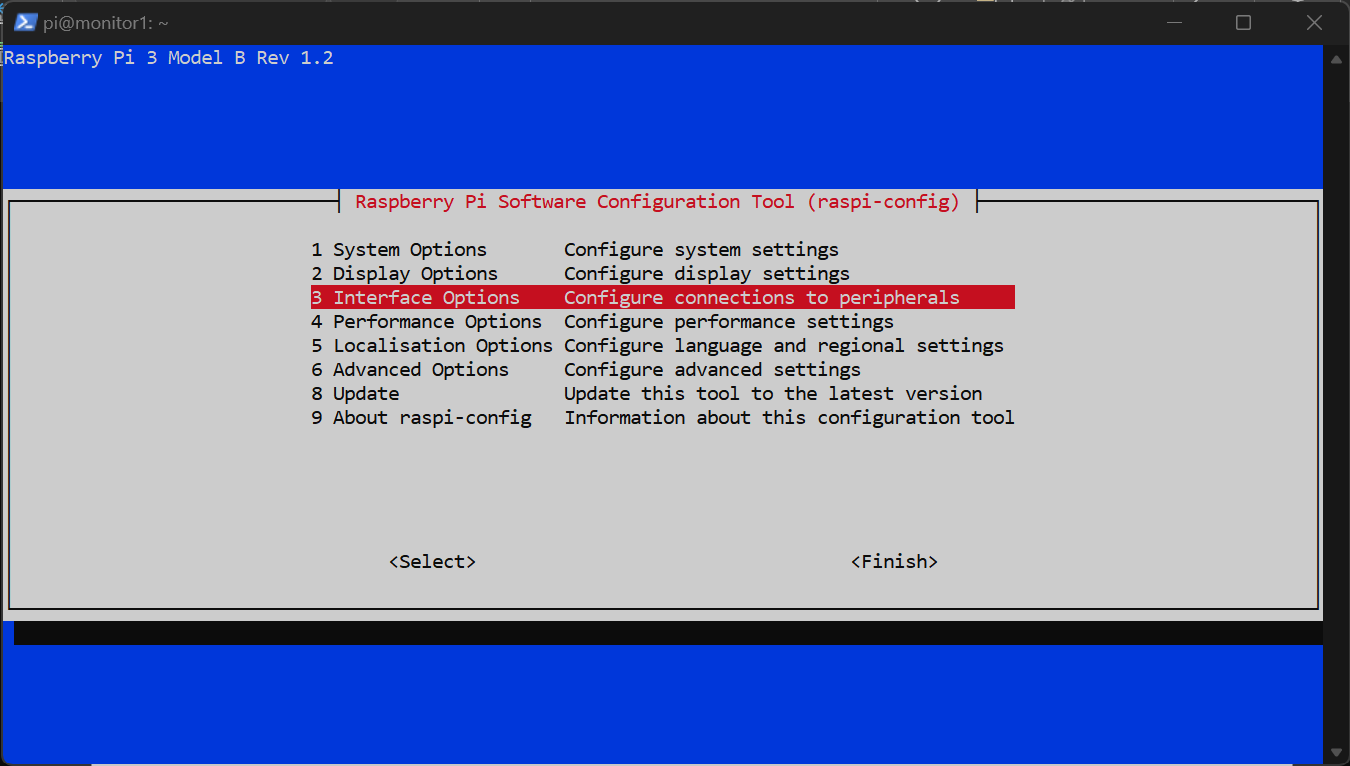 pi@monitor1: ~
Raspberry Pi 3 Model B Rev 1.2
Raspberry Pi Software Configuration Tool (raspi-config)
1 System Options Configure system settings
2 Display Options Configure display settings
3 Interface Options Configure connections to peripherals
4 Performance Options Configure performance settings
5 Localisation Options Configure language and regional settings
6 Advanced Options Configure advanced settings
8 Update Update this tool to the latest version
9 About raspi-config Information about this configuration tool
<Select> <Finish>